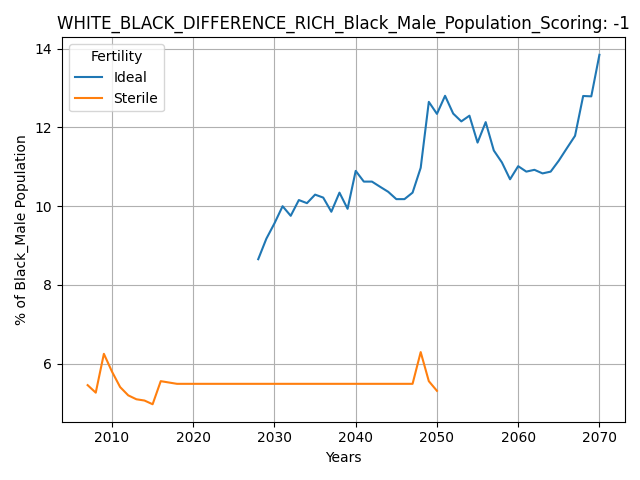 WHITE_BLACK_DIFFERENCE_RICH_Black_Male_Population_Scoring: -1
Fertility
Ideal
Sterile
% of Black_Male Population
14
12
10
8
6
2010 2020 2030 2040 2050 2060 2070
Years